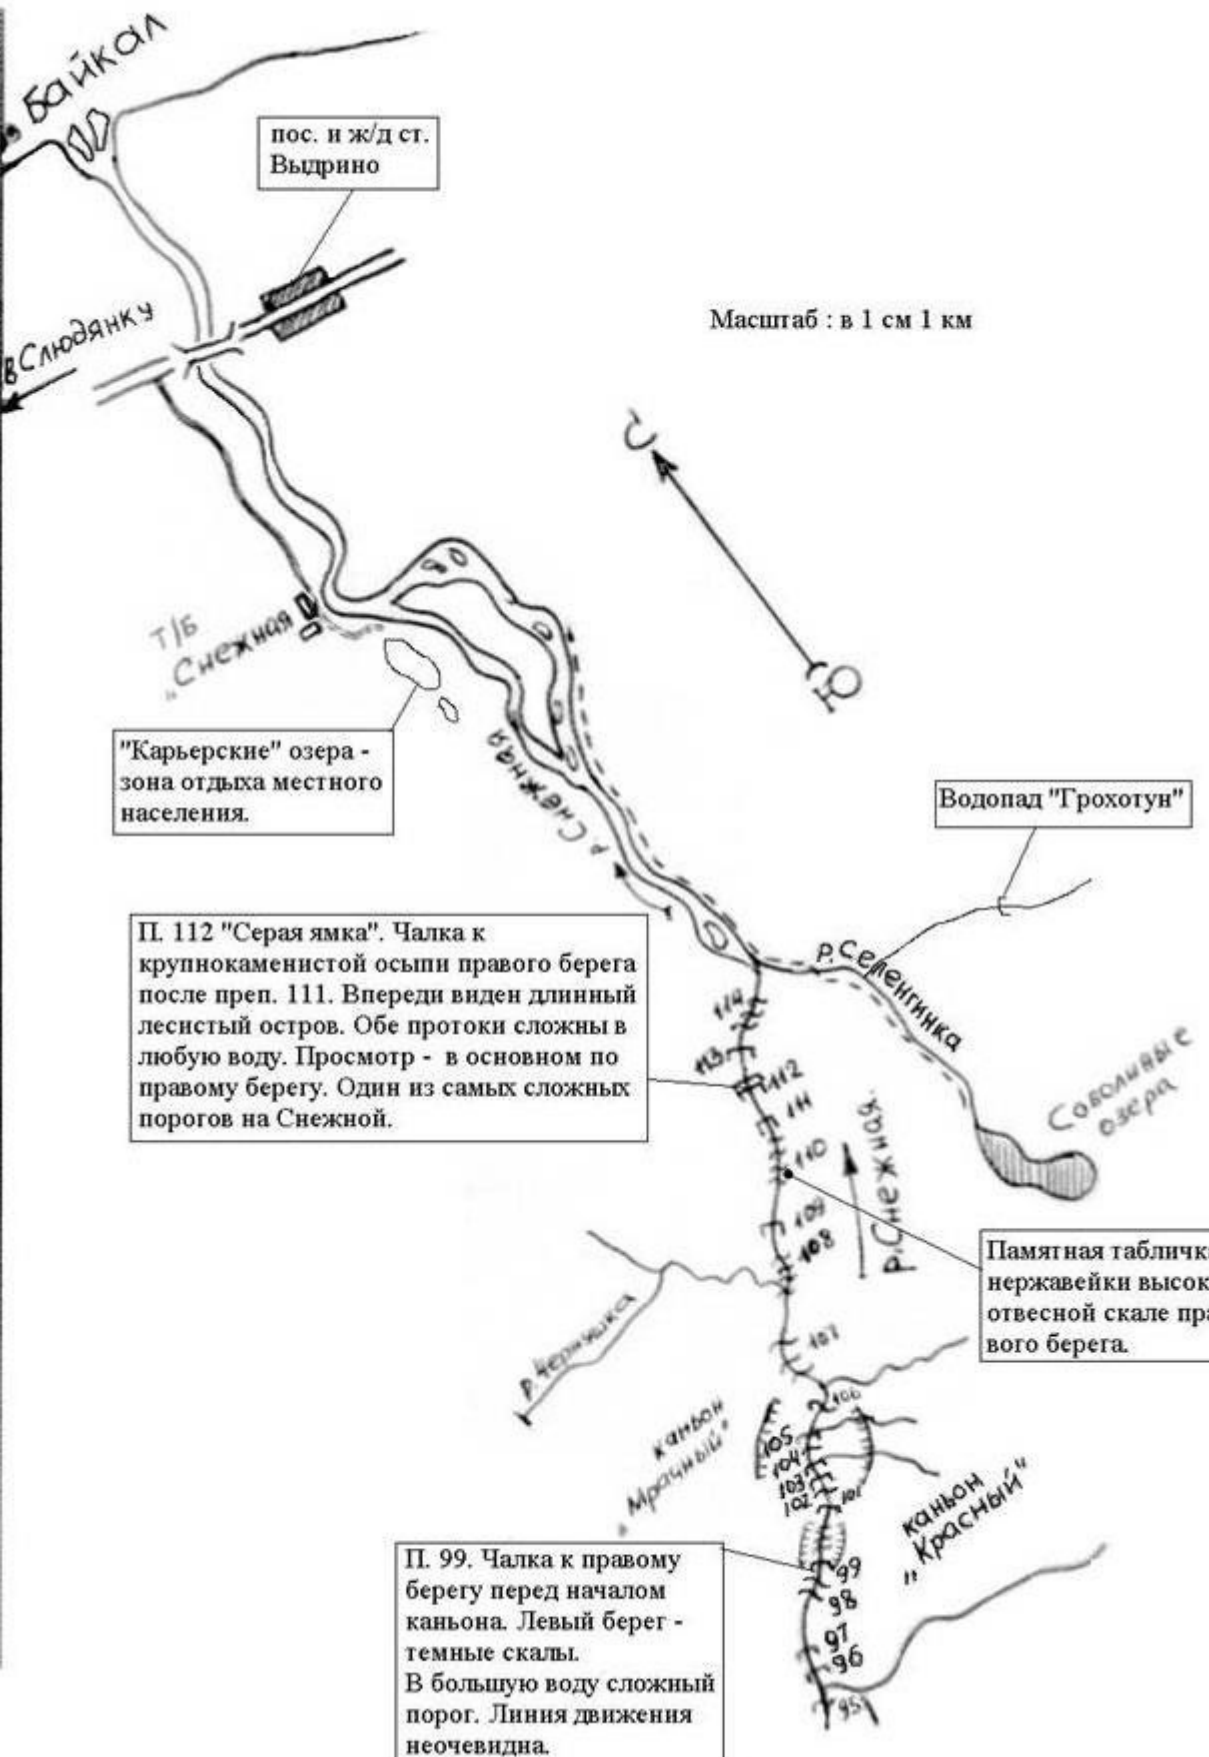 Байкал
пос. и ж/д ст.
Выдрино
в Слюдянку
Масштаб : в 1 см 1 км
С
Ю
Т/Б
„Снежная
"Карьерские" озера -
зона отдыха местного
населения.
р. Снежная
Водопад "Грохотун"
р. Селенгинка
Соболиные
озера
П. 112 "Серая ямка". Чалка к
крупнокаменистой осыпи правого берега
после преп. 111. Впереди виден длинный
лесистый остров. Обе протоки сложны в
любую воду. Просмотр - в основном по
правому берегу. Один из самых сложных
порогов на Снежной.
114
113
112
111
110
109
108
р. Снежная.
Памятная табличк
нержавейки высок
отвесной скале пра
вого берега.
р. Чернушка
107
106
каньон
„Мрачный"
105
104
103
102
101
каньон
„Красный"
П. 99. Чалка к правому
берегу перед началом
каньона. Левый берег -
темные скалы.
В большую воду сложный
порог. Линия движения
неочевидна.
99
98
97
96
95